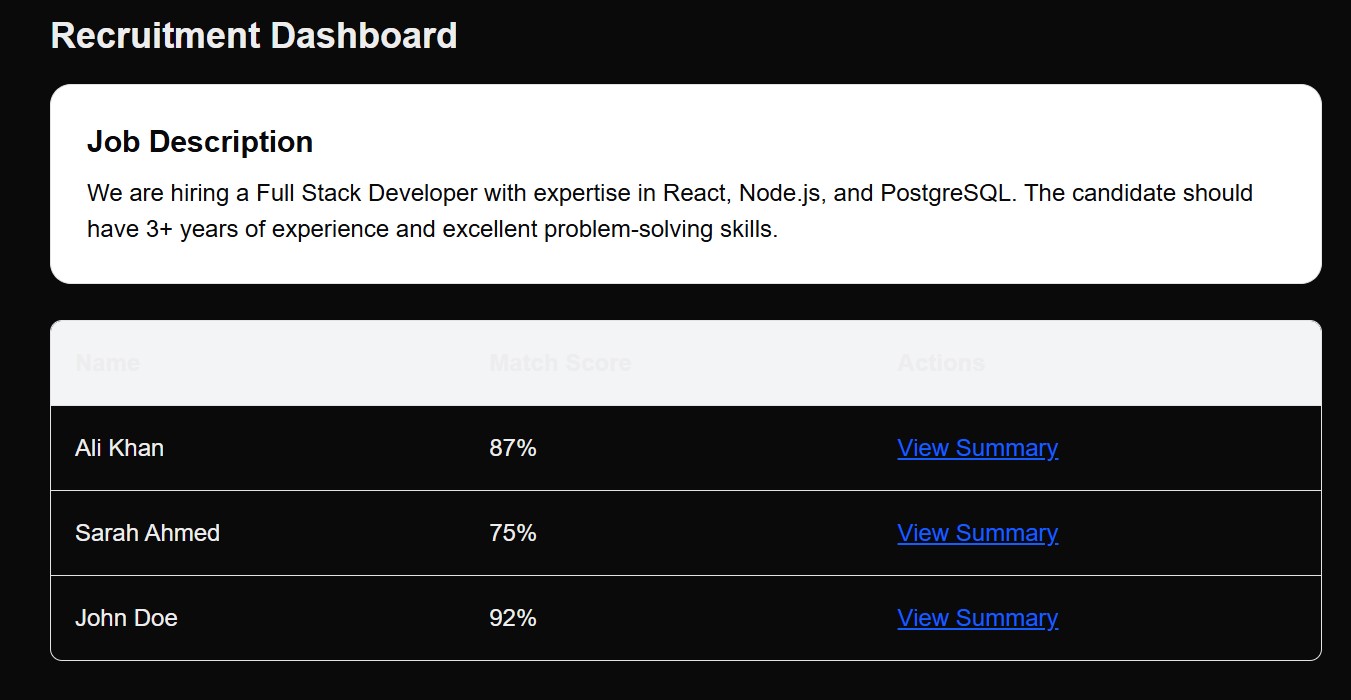 Recruitment Dashboard
Job Description
We are hiring a Full Stack Developer with expertise in React, Node.js, and PostgreSQL. The candidate should
have 3+ years of experience and excellent problem-solving skills.
Name Match Score Actions
Ali Khan 87% View Summary
Sarah Ahmed 75% View Summary
John Doe 92% View Summary